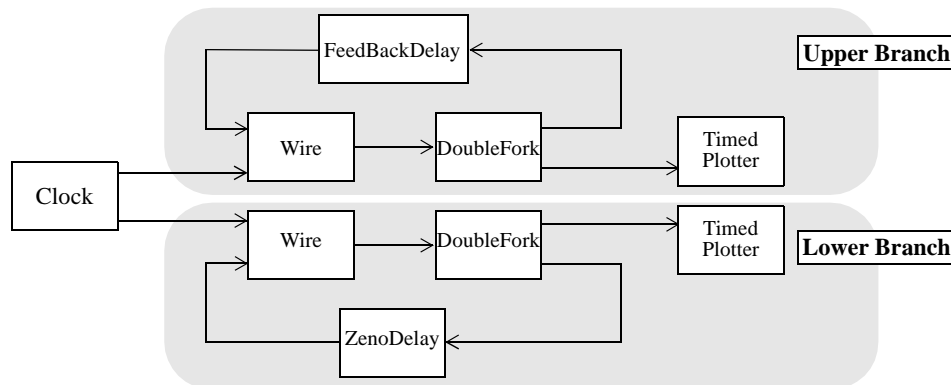 FeedBackDelay
Upper Branch
Wire
DoubleFork
Timed
Plotter
Clock
Wire
DoubleFork
Timed
Plotter
Lower Branch
ZenoDelay